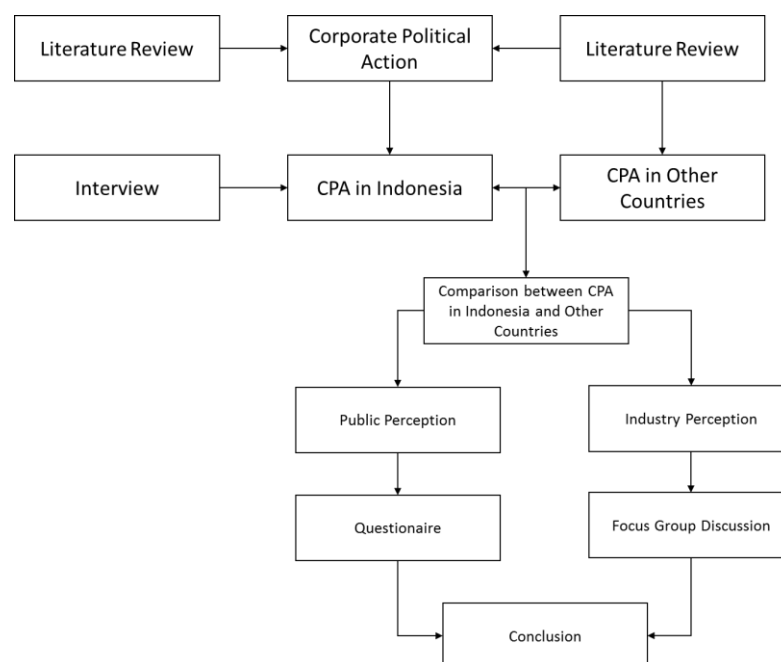 Literature Review
Corporate Political
Action
Literature Review
Interview
CPA in Indonesia
CPA in Other
Countries
Comparison between CPA
in Indonesia and Other
Countries
Public Perception
Industry Perception
Questionaire
Focus Group Discussion
Conclusion